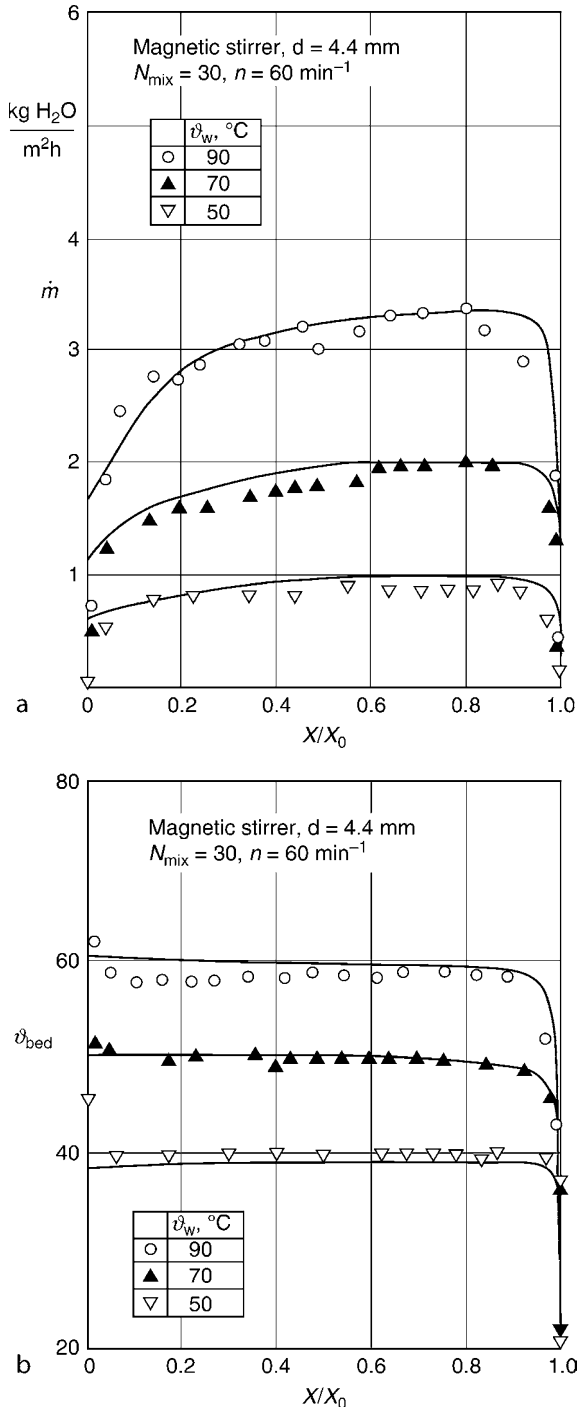 6
Magnetic stirrer, d = 4.4 mm
N_mix = 30, n = 60 min⁻¹
kg H₂O
m²h
ϑ_w, °C
90
70
50
4
ṁ
3
2
1
a
0 0.2 0.4 0.6 0.8 1.0
X/X₀
80
Magnetic stirrer, d = 4.4 mm
N_mix = 30, n = 60 min⁻¹
60
ϑ_bed
40
ϑ_w, °C
90
70
50
b
20
0 0.2 0.4 0.6 0.8 1.0
X/X₀